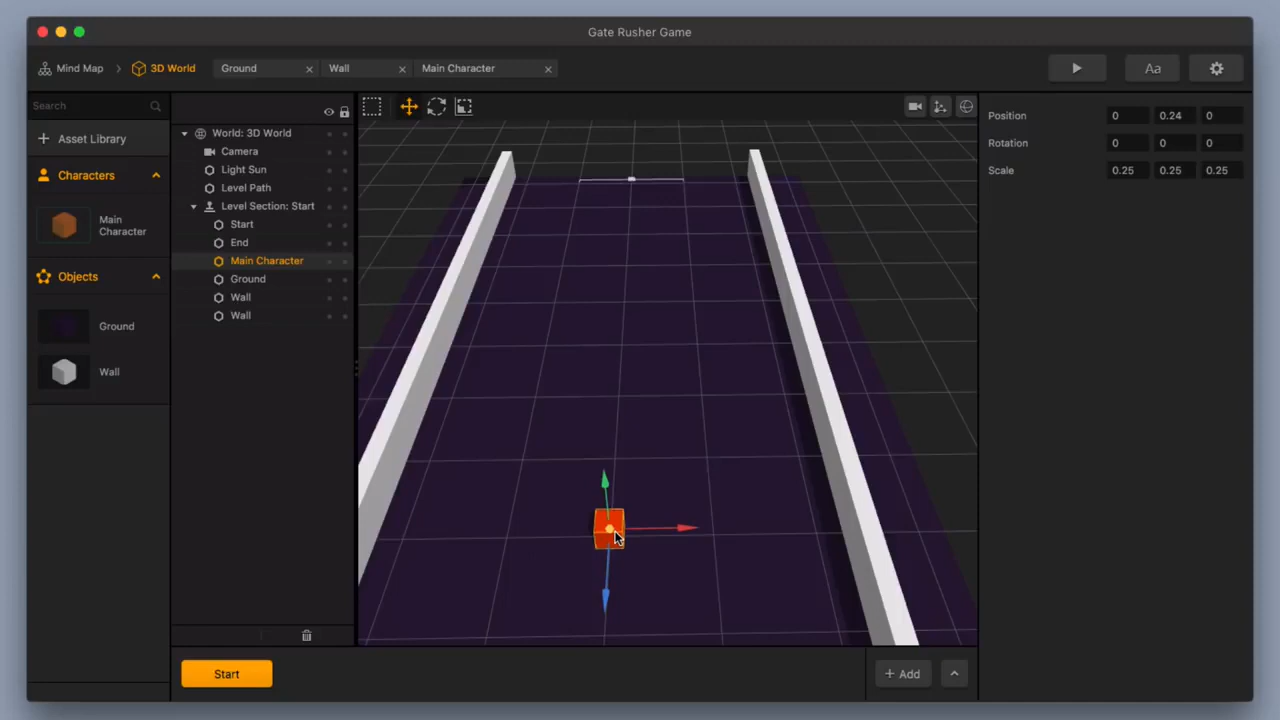 Gate Rusher Game
Mind Map
3D World
Ground
Wall
Main Character
Aa
Search
Asset Library
Characters
Main
Character
Objects
Ground
Wall
World: 3D World
Camera
Light Sun
Level Path
Level Section: Start
Start
End
Main Character
Ground
Wall
Wall
Position 0 0.24 0
Rotation 0 0 0
Scale 0.25 0.25 0.25
Start
+ Add